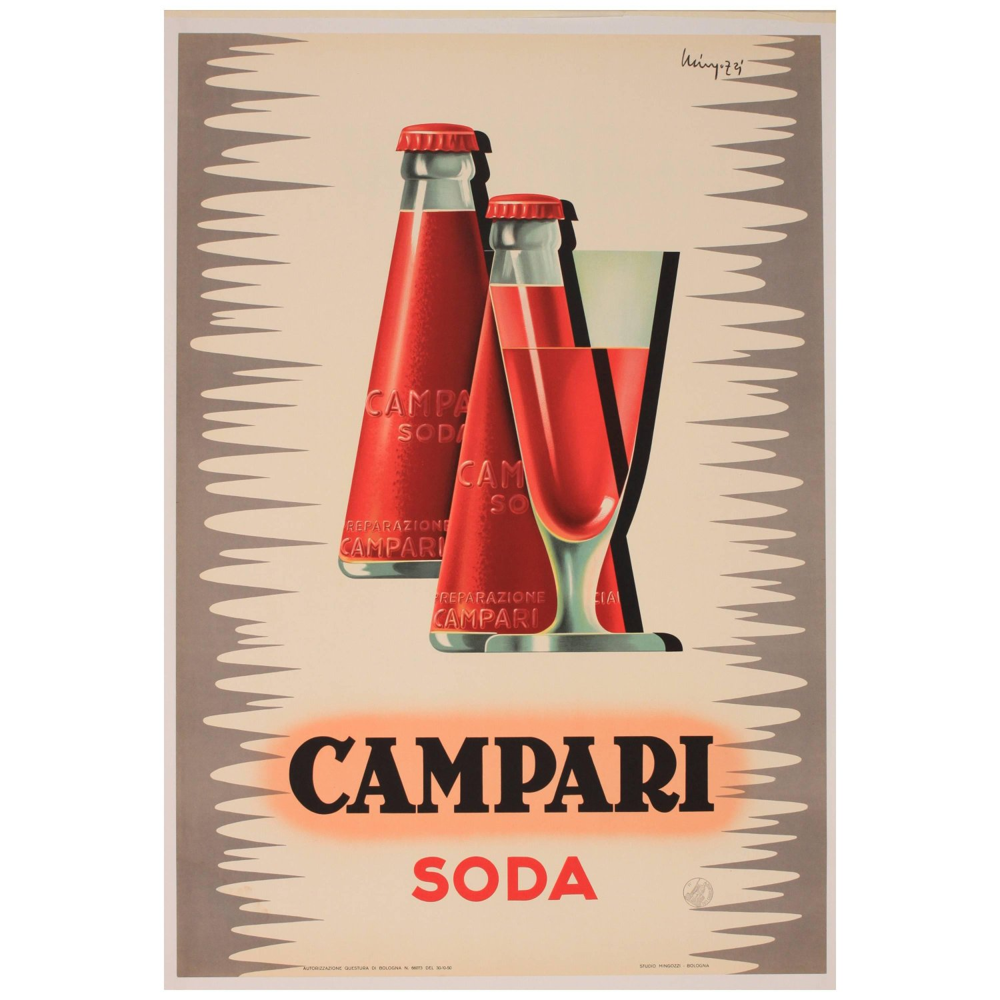 Mingozzi
CAMPA
SODA
CAM
SO
REPARAZIONE
CAMPARI
PREPARAZIONE
CIAL
CAMPARI
CAMPARI
SODA
AUTORIZZAZIONE QUESTURA DI BOLOGNA N. 66073 DEL 30-10-50
STUDIO MINGOZZI - BOLOGNA